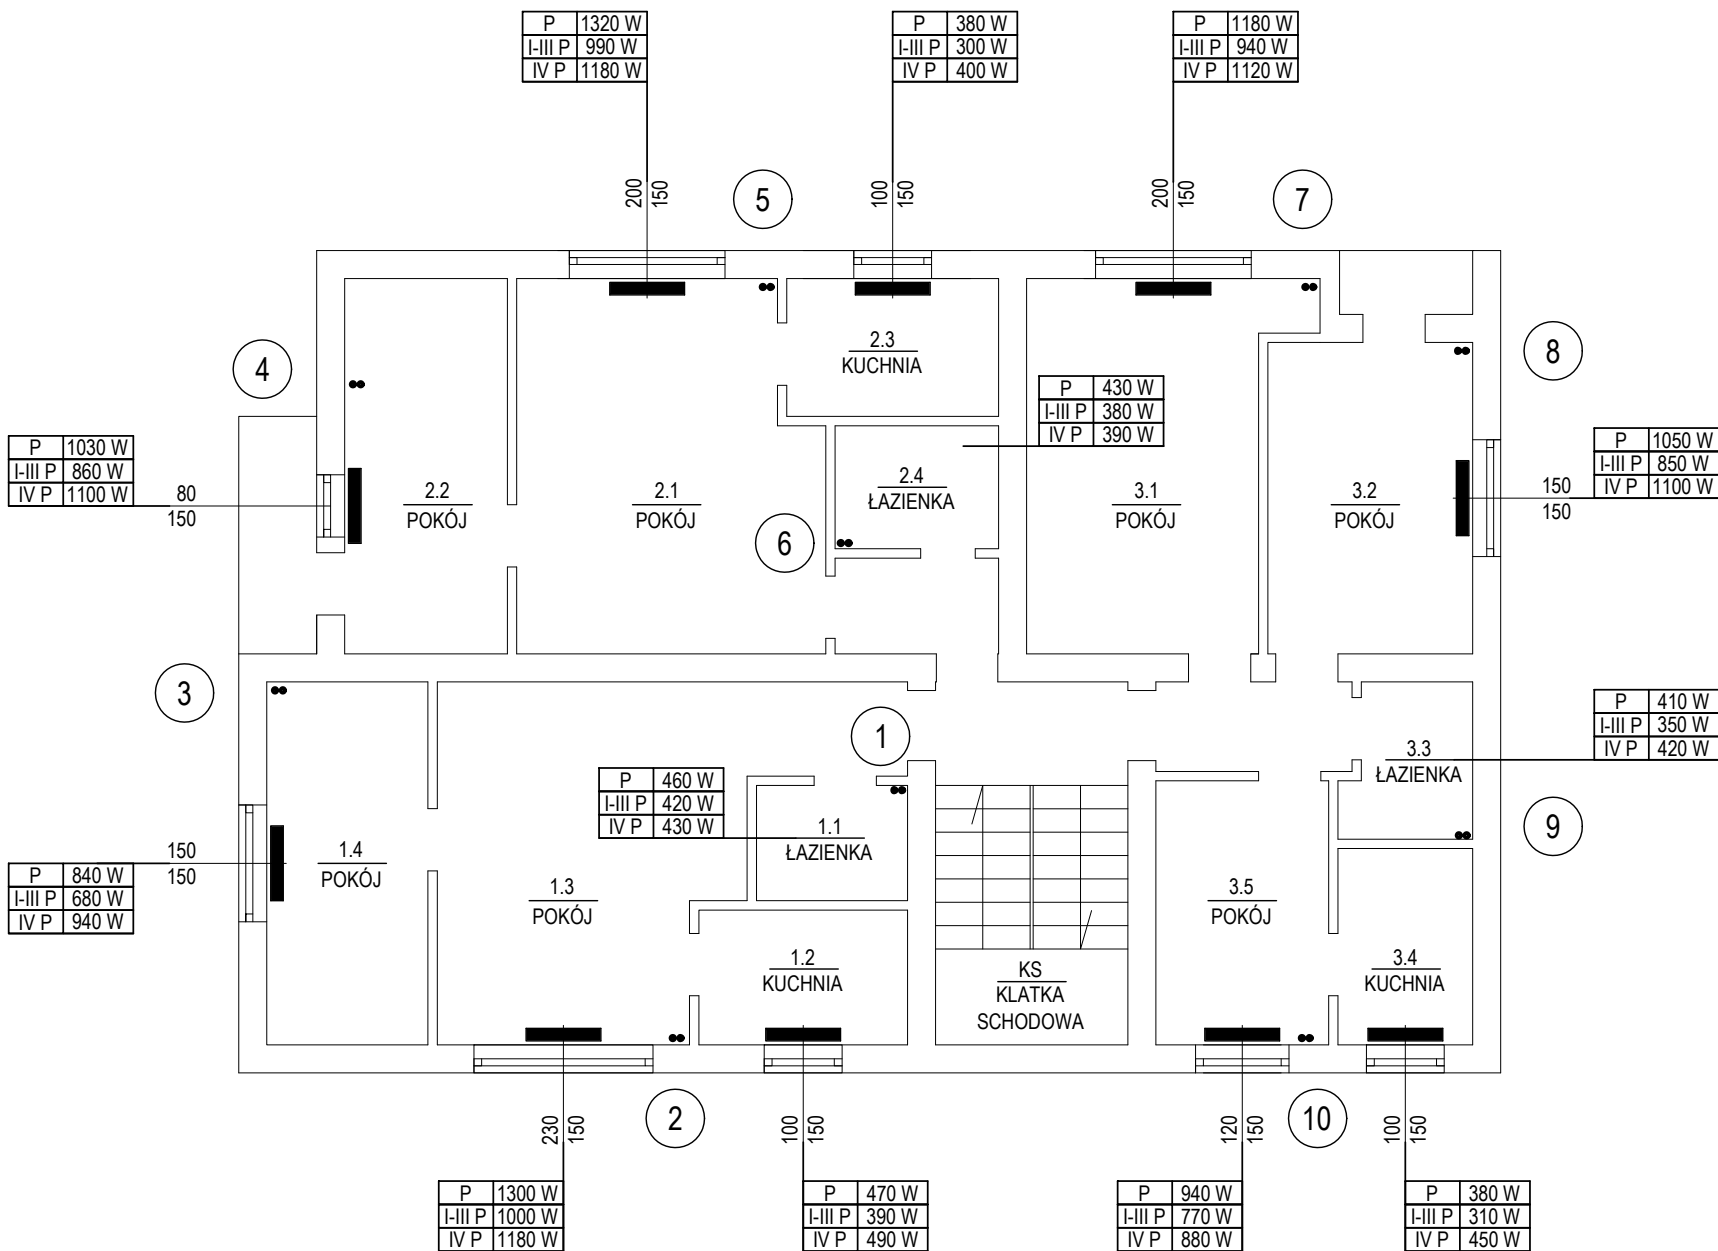 P 1320 W
I-III P 990 W
IV P 1180 W
P 380 W
I-III P 300 W
IV P 400 W
P 1180 W
I-III P 940 W
IV P 1120 W
200
150
5
100
150
200
150
7
4
2.3
KUCHNIA
8
P 430 W
I-III P 380 W
IV P 390 W
P 1030 W
I-III P 860 W
IV P 1100 W
80
150
2.2
POKÓJ
2.1
POKÓJ
2.4
ŁAZIENKA
3.1
POKÓJ
3.2
POKÓJ
150
150
P 1050 W
I-III P 850 W
IV P 1100 W
6
3
1
P 410 W
I-III P 350 W
IV P 420 W
3.3
ŁAZIENKA
P 460 W
I-III P 420 W
IV P 430 W
1.1
ŁAZIENKA
9
150
150
P 840 W
I-III P 680 W
IV P 940 W
1.4
POKÓJ
1.3
POKÓJ
3.5
POKÓJ
1.2
KUCHNIA
KS
KLATKA
SCHODOWA
3.4
KUCHNIA
230
150
2
100
150
120
150
10
100
150
P 1300 W
I-III P 1000 W
IV P 1180 W
P 470 W
I-III P 390 W
IV P 490 W
P 940 W
I-III P 770 W
IV P 880 W
P 380 W
I-III P 310 W
IV P 450 W